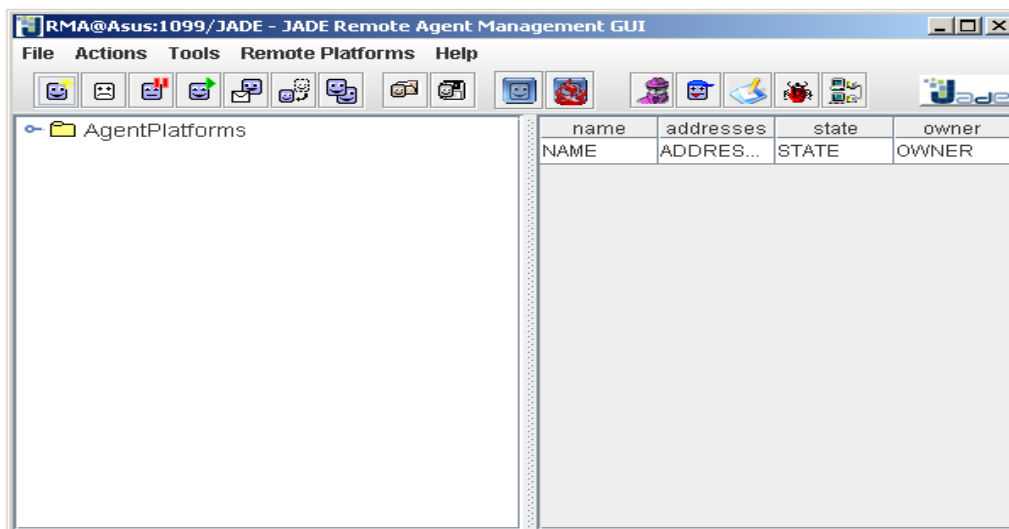 RMA@Asus:1099/JADE - JADE Remote Agent Management GUI
File Actions Tools Remote Platforms Help
Jade
AgentPlatforms
name addresses state owner
NAME ADDRES... STATE OWNER